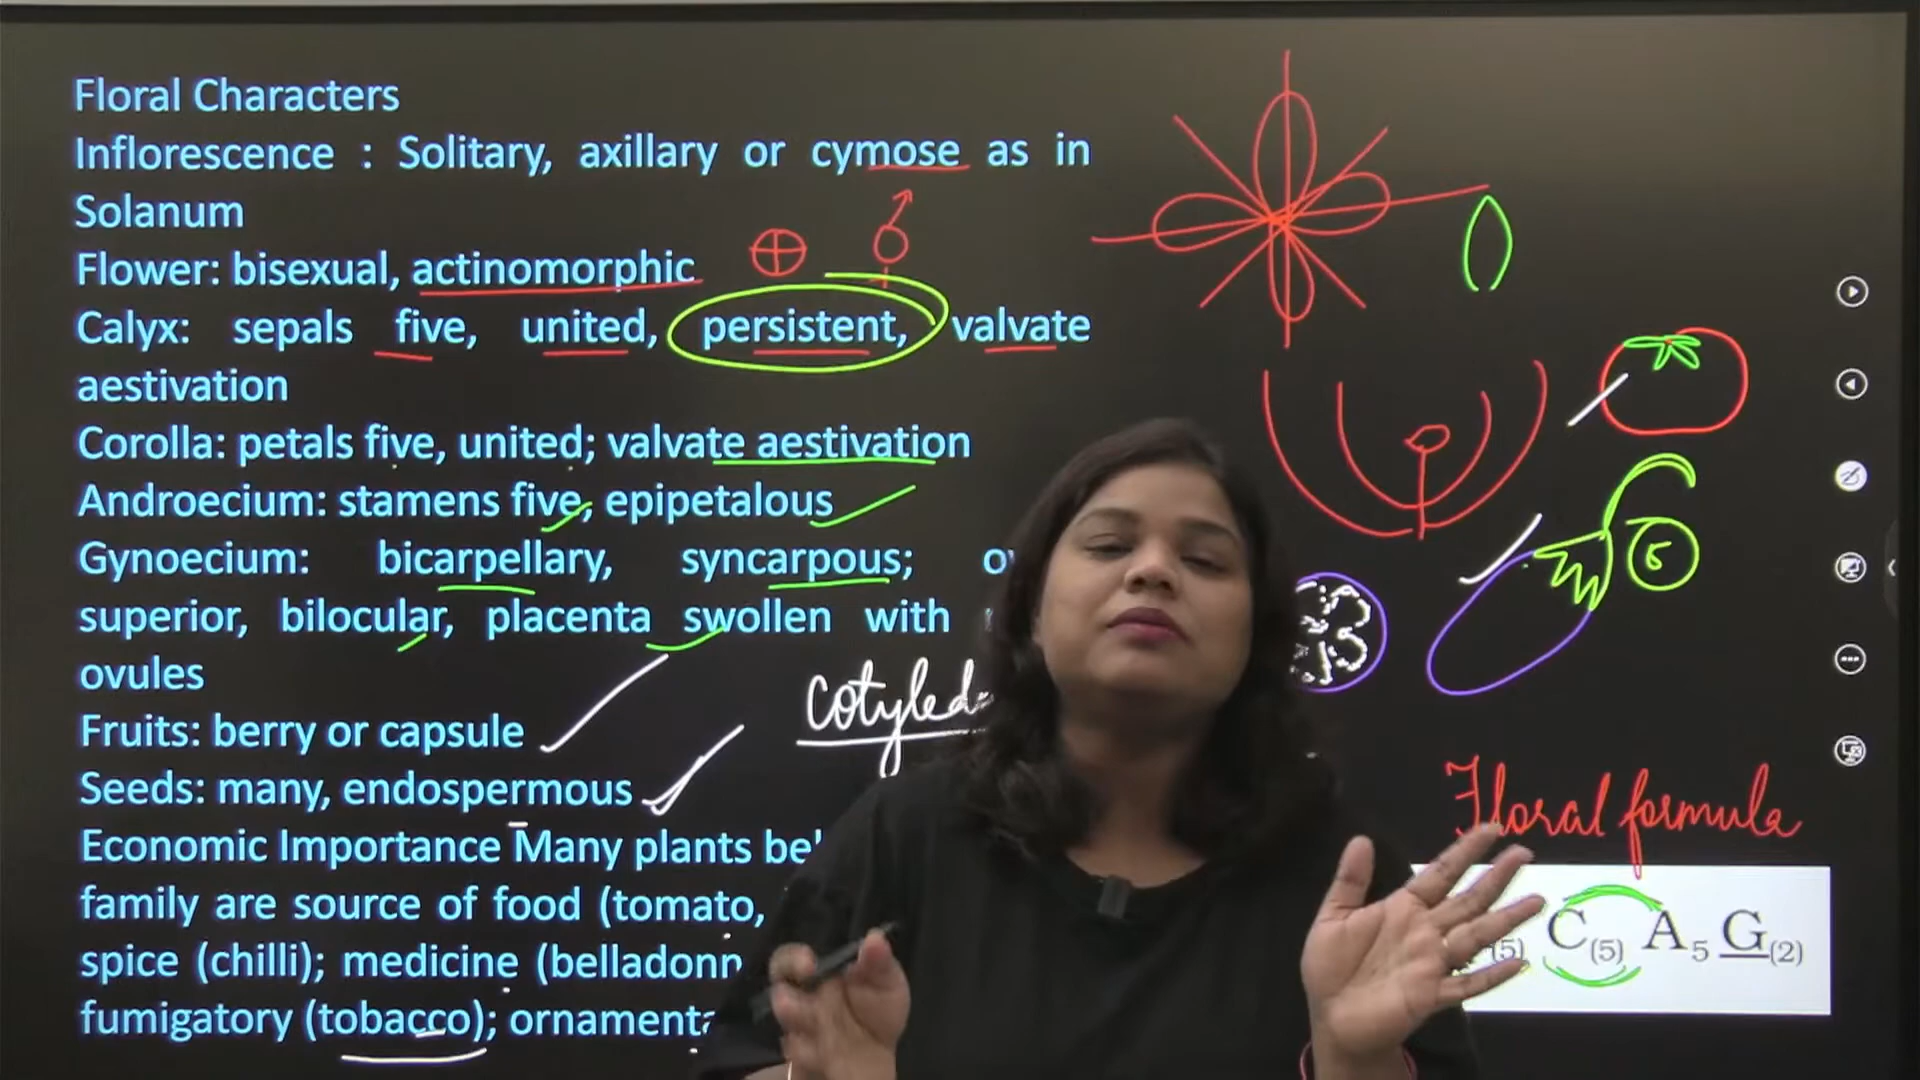 Floral Characters
Inflorescence : Solitary, axillary or cymose as in
Solanum
Flower: bisexual, actinomorphic
Calyx: sepals five, united, persistent, valvate
aestivation
Corolla: petals five, united; valvate aestivation
Androecium: stamens five, epipetalous
Gynoecium: bicarpellary, syncarpous;
superior, bilocular, placenta swollen with
ovules
Fruits: berry or capsule
Seeds: many, endospermous
Economic Importance Many plants
family are source of food (tomato,
spice (chilli); medicine
fumigatory (tobacco);
5
Floral formula
(5) C(5) A5 G(2)